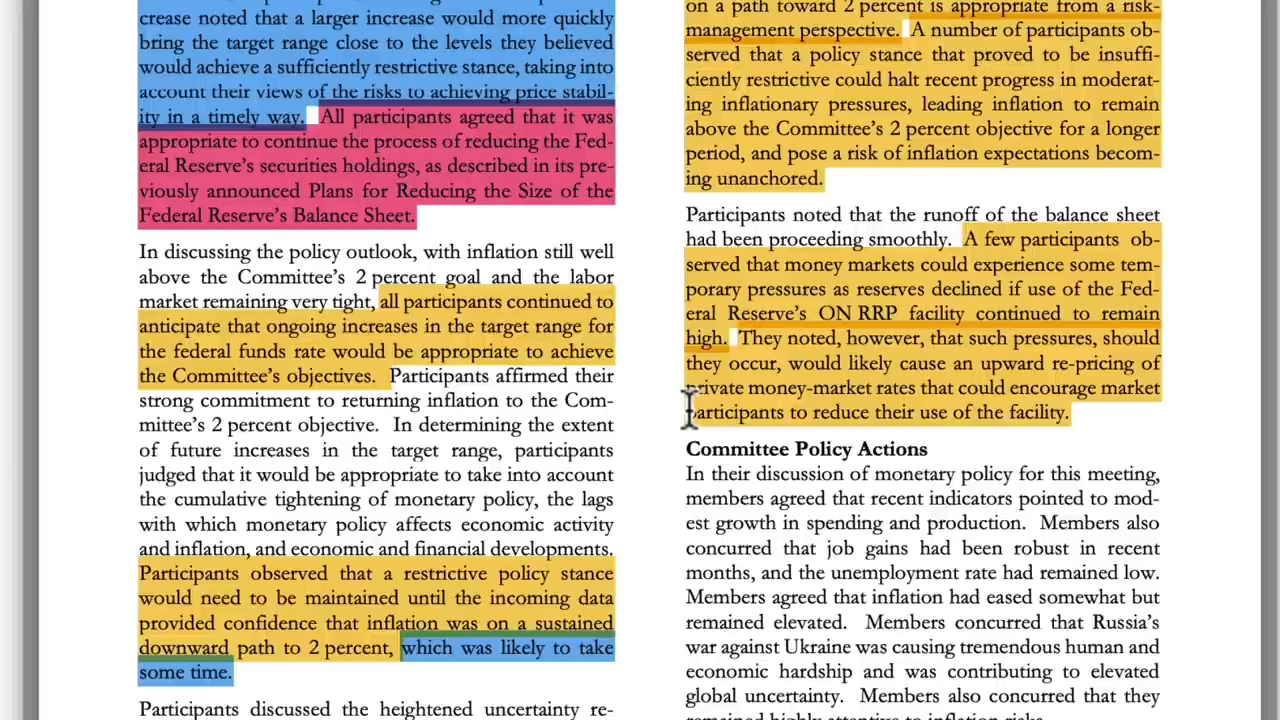 crease noted that a larger increase would more quickly
bring the target range close to the levels they believed
would achieve a sufficiently restrictive stance, taking into
account their views of the risks to achieving price stabil-
ity in a timely way. All participants agreed that it was
appropriate to continue the process of reducing the Fed-
eral Reserve's securities holdings, as described in its pre-
viously announced Plans for Reducing the Size of the
Federal Reserve's Balance Sheet.
In discussing the policy outlook, with inflation still well
above the Committee's 2 percent goal and the labor
market remaining very tight, all participants continued to
anticipate that ongoing increases in the target range for
the federal funds rate would be appropriate to achieve
the Committee's objectives. Participants affirmed their
strong commitment to returning inflation to the Com-
mittee's 2 percent objective. In determining the extent
of future increases in the target range, participants
judged that it would be appropriate to take into account
the cumulative tightening of monetary policy, the lags
with which monetary policy affects economic activity
and inflation, and economic and financial developments.
Participants observed that a restrictive policy stance
would need to be maintained until the incoming data
provided confidence that inflation was on a sustained
downward path to 2 percent, which was likely to take
some time.
Participants discussed the heightened uncertainty re-
on a path toward 2 percent is appropriate from a risk-
management perspective. A number of participants ob-
served that a policy stance that proved to be insuffi-
ciently restrictive could halt recent progress in moderat-
ing inflationary pressures, leading inflation to remain
above the Committee's 2 percent objective for a longer
period, and pose a risk of inflation expectations becom-
ing unanchored.
Participants noted that the runoff of the balance sheet
had been proceeding smoothly. A few participants ob-
served that money markets could experience some tem-
porary pressures as reserves declined if use of the Fed-
eral Reserve's ON RRP facility continued to remain
high. They noted, however, that such pressures, should
they occur, would likely cause an upward re-pricing of
private money-market rates that could encourage market
participants to reduce their use of the facility.
Committee Policy Actions
In their discussion of monetary policy for this meeting,
members agreed that recent indicators pointed to mod-
est growth in spending and production. Members also
concurred that job gains had been robust in recent
months, and the unemployment rate had remained low.
Members agreed that inflation had eased somewhat but
remained elevated. Members concurred that Russia's
war against Ukraine was causing tremendous human and
economic hardship and was contributing to elevated
global uncertainty. Members also concurred that they
remained highly attentive to inflation risks.